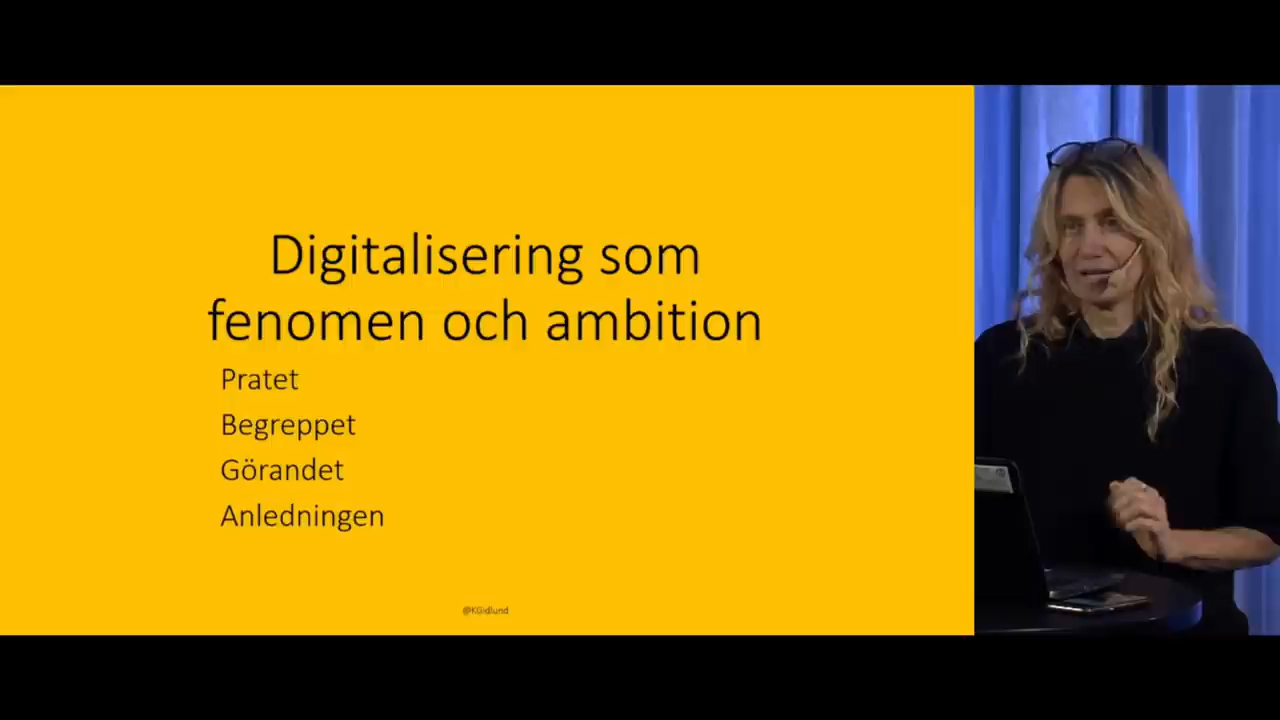 Digitalisering som
fenomen och ambition
Pratet
Begreppet
Görandet
Anledningen
@KGidlund